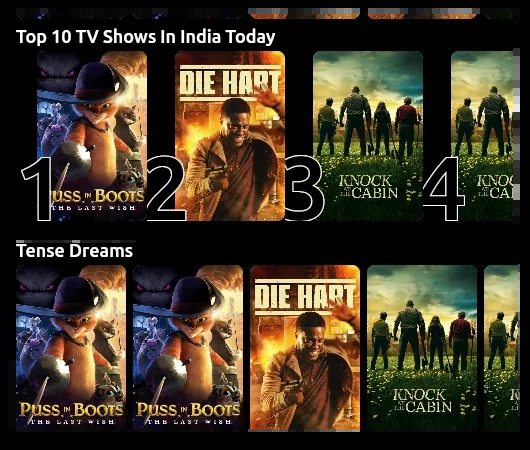 Top 10 TV Shows In India Today
1
PUSS IN BOOTS
THE LAST WISH
2
DIE HART
3
KNOCK
AT THE CABIN
4
KNOC
AT THE CA
Tense Dreams
PUSS IN BOOTS
THE LAST WISH
PUSS IN BOOTS
THE LAST WISH
DIE HART
KNOCK
AT THE CABIN